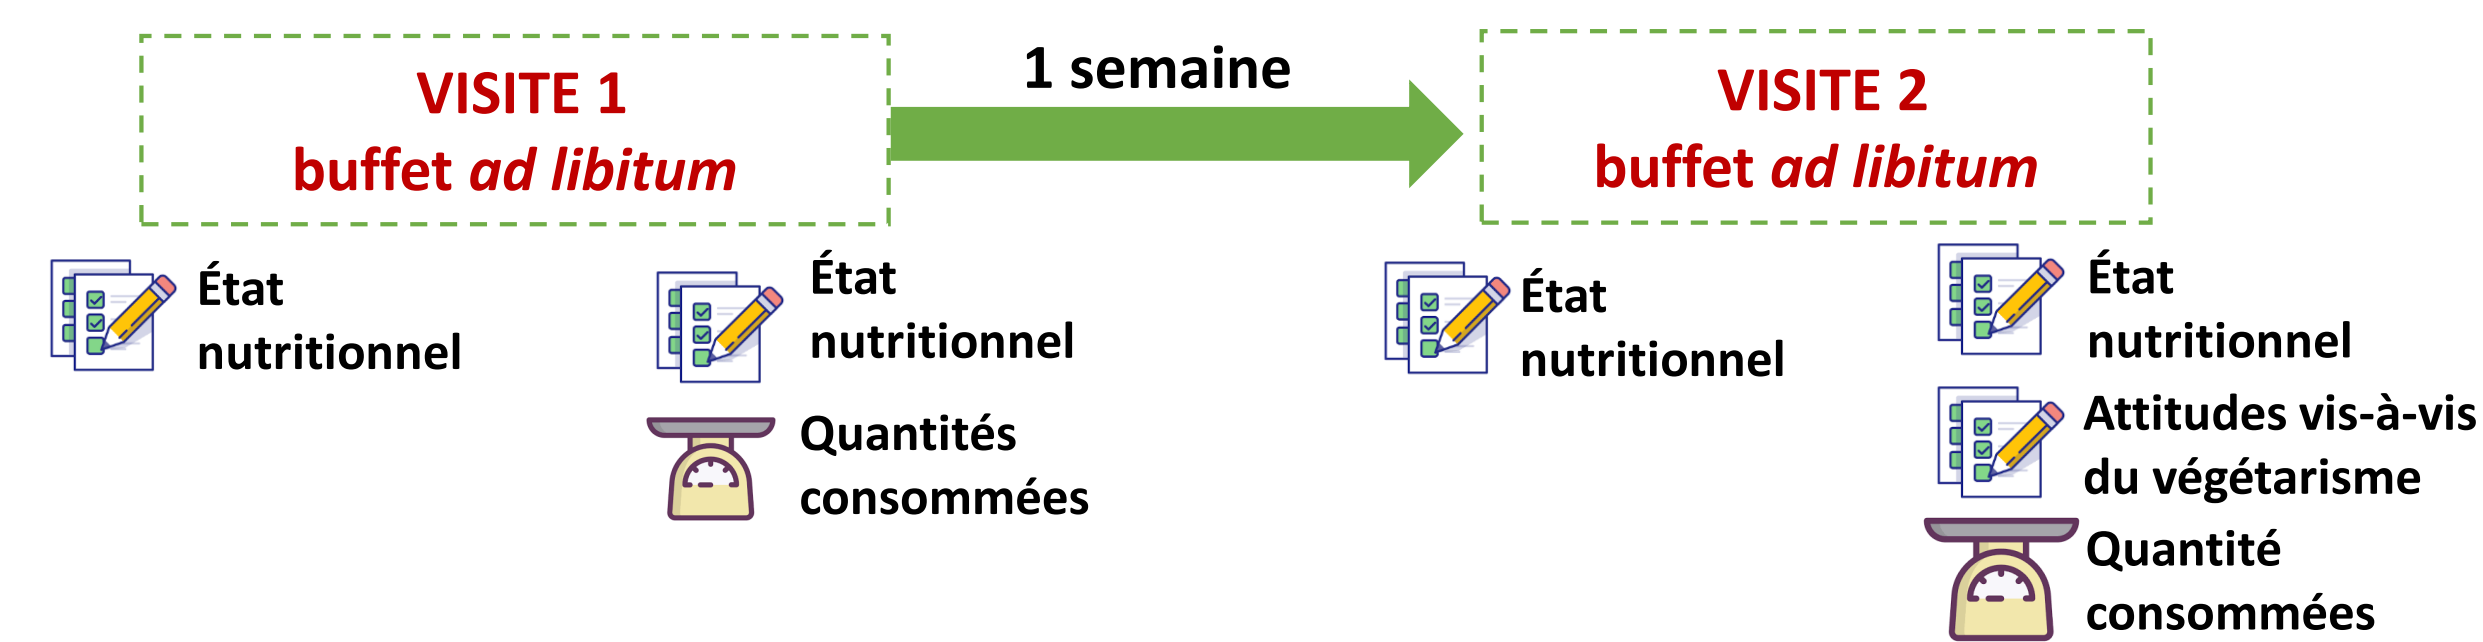 VISITE 1
buffet ad libitum
1 semaine
VISITE 2
buffet ad libitum
État
nutritionnel
État
nutritionnel
Quantités
consommées
État
nutritionnel
État
nutritionnel
Attitudes vis-à-vis
du végétarisme
Quantité
consommées